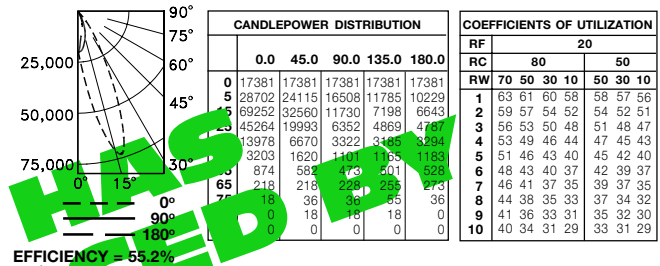 90°
75°
25,000
60°
50,000
45°
75,000
30°
0° 15°
0°
90°
180°
EFFICIENCY = 55.2%
CANDLEPOWER DISTRIBUTION
0.0 45.0 90.0 135.0 180.0
0 17381 17381 17381 17381 17381
5 28702 24115 16508 11785 10229
15 69252 32560 11730 7198 6643
25 45264 19993 6352 4869 4787
13978 6670 3322 3185 3294
3203 1620 1101 1165 1183
874 582 473 501 528
65 218 218 228 255 273
75 18 36 36 55 36
0 18 18 18 0
0 0 0 0 0
COEFFICIENTS OF UTILIZATION
RF 20
RC 80 50
RW 70 50 30 10 50 30 10
1 63 61 60 58 58 57 56
2 59 57 54 52 54 52 51
3 56 53 50 48 51 48 47
4 53 49 46 44 47 45 43
5 51 46 43 40 45 42 40
6 48 43 40 37 42 39 37
7 46 41 37 35 39 37 35
8 44 38 35 33 37 34 32
9 41 36 33 31 35 32 30
10 40 34 31 29 33 31 29
HAS
SED BY